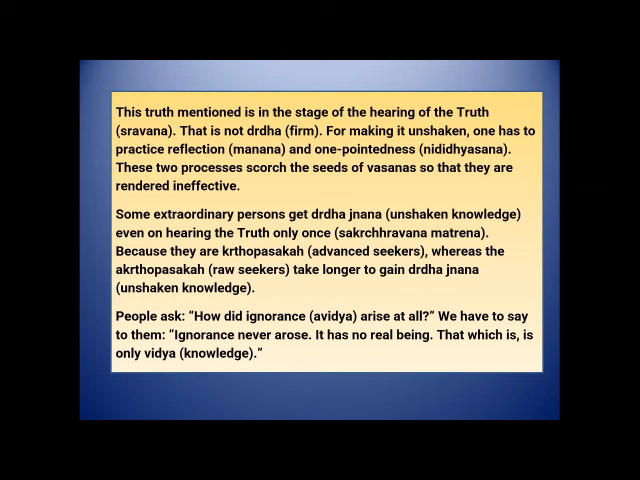 This truth mentioned is in the stage of the hearing of the Truth
(sravana). That is not drdha (firm). For making it unshaken, one has to
practice reflection (manana) and one-pointedness (nididhyasana).
These two processes scorch the seeds of vasanas so that they are
rendered ineffective.
Some extraordinary persons get drdha jnana (unshaken knowledge)
even on hearing the Truth only once (sakrchhravana matrena).
Because they are krthopasakah (advanced seekers), whereas the
akrthopasakah (raw seekers) take longer to gain drdha jnana
(unshaken knowledge).
People ask: “How did ignorance (avidya) arise at all?” We have to say
to them: “Ignorance never arose. It has no real being. That which is, is
only vidya (knowledge).”